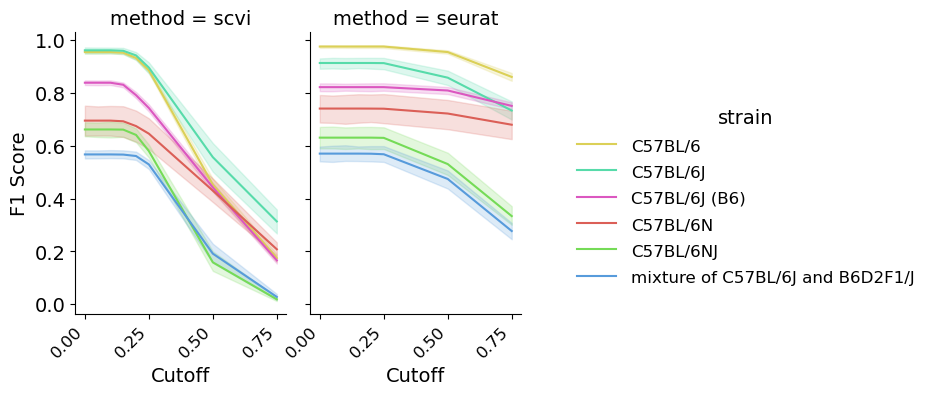 method = scvi
method = seurat
1.0
0.8
0.6
0.4
0.2
0.0
F1 Score
0.00
0.25
0.50
0.75
0.00
0.25
0.50
0.75
Cutoff
Cutoff
strain
C57BL/6
C57BL/6J
C57BL/6J (B6)
C57BL/6N
C57BL/6NJ
mixture of C57BL/6J and B6D2F1/J